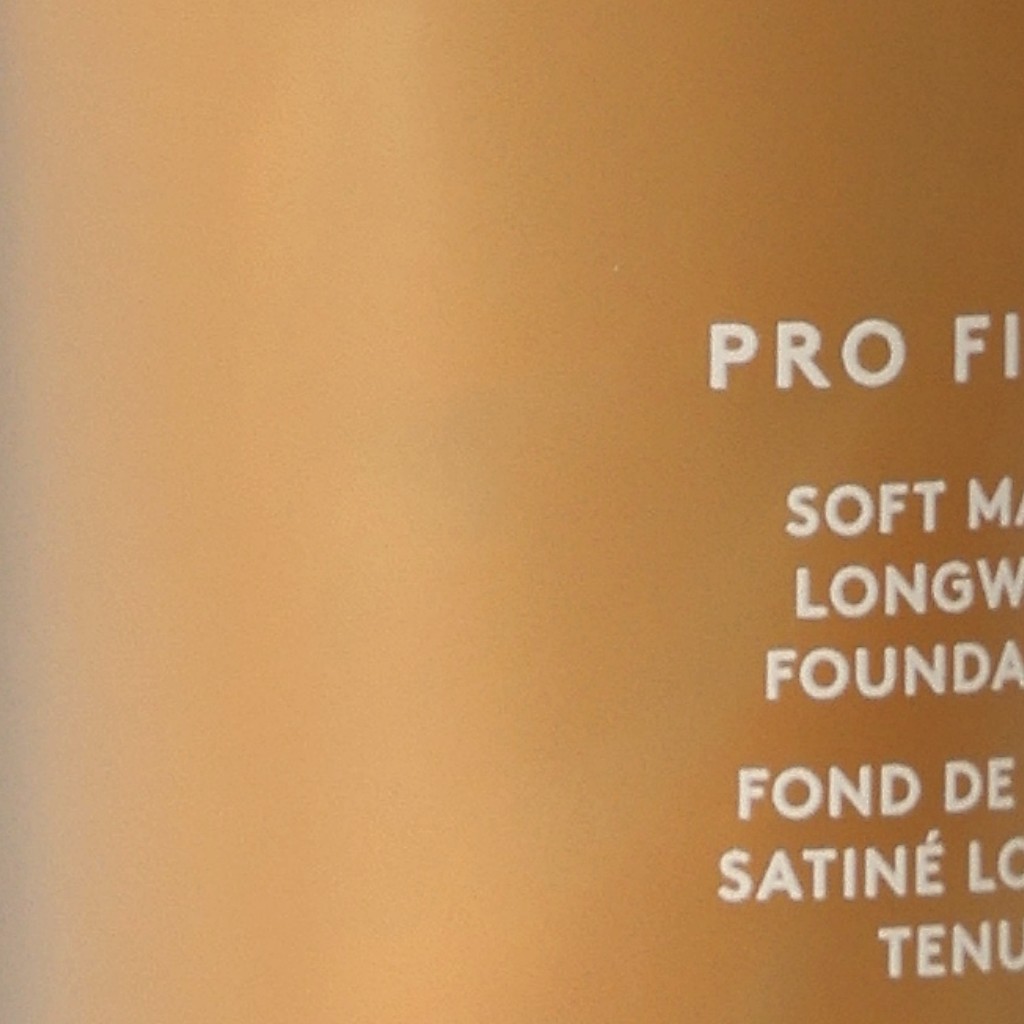 PRO FI
SOFT MA
LONGW
FOUNDA
FOND DE
SATINÉ LO
TENU